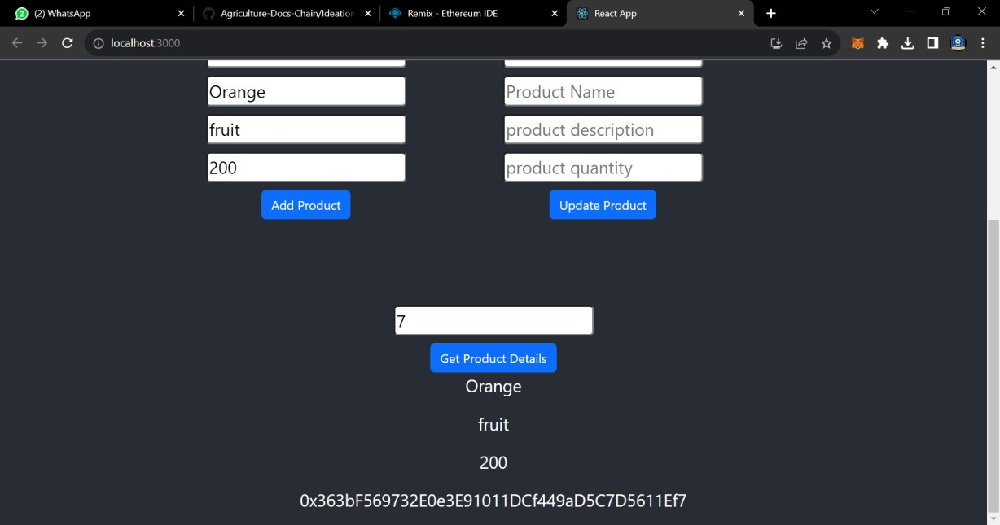 (2) WhatsApp
Agriculture-Docs-Chain/Ideation
Remix - Ethereum IDE
React App
localhost:3000
Orange
Product Name
fruit
product description
200
product quantity
Add Product
Update Product
7
Get Product Details
Orange
fruit
200
0x363bF569732E0e3E91011DCf449aD5C7D5611Ef7